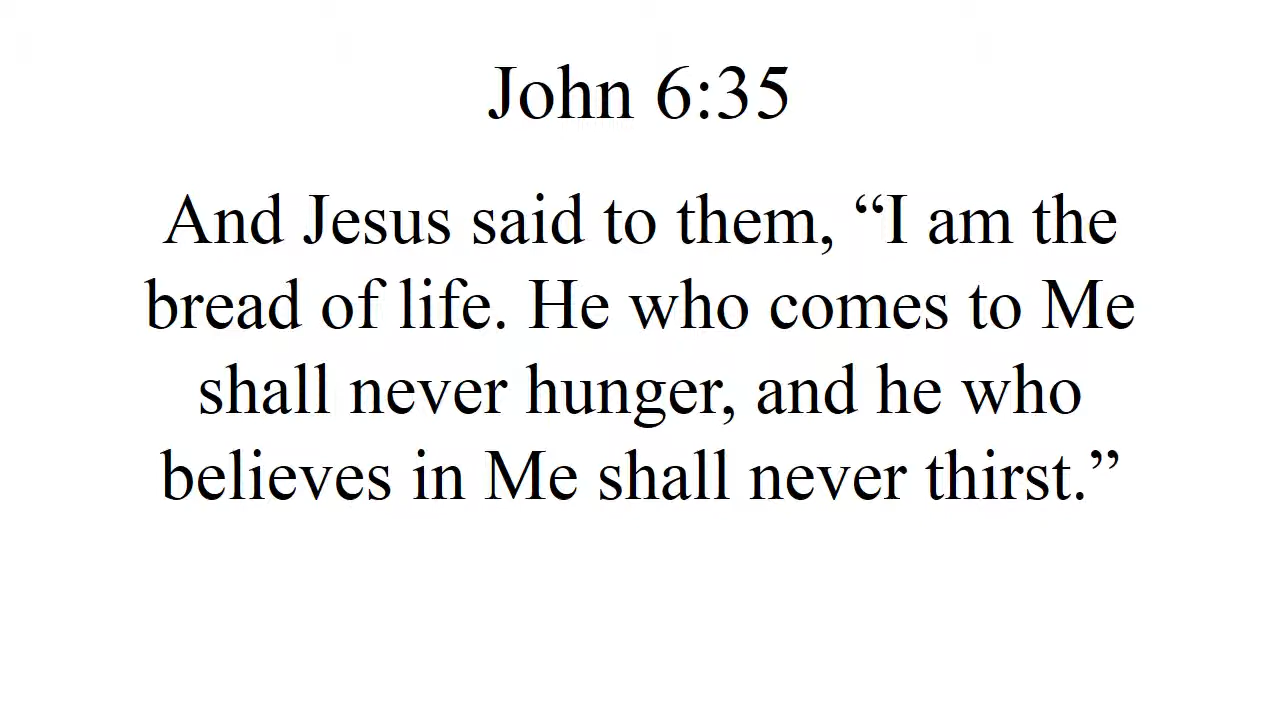 John 6:35
And Jesus said to them, “I am the
bread of life. He who comes to Me
shall never hunger, and he who
believes in Me shall never thirst.”